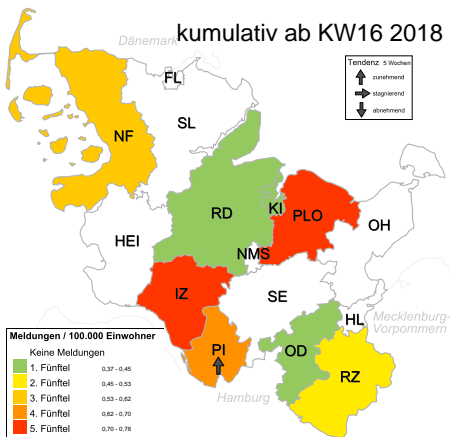 kumulativ ab KW16 2018
Dänemark
Tendenz 5 Wochen
zunehmend
stagnierend
abnehmend
FL
SL
NF
RD
KI
PLO
OH
HEI
NMS
IZ
SE
HL
Mecklenburg-
Vorpommern
PI
OD
RZ
Hamburg
Meldungen / 100.000 Einwohner
Keine Meldungen
1. Fünftel 0,37 - 0,45
2. Fünftel 0,45 - 0,53
3. Fünftel 0,53 - 0,62
4. Fünftel 0,62 - 0,70
5. Fünftel 0,70 - 0,78